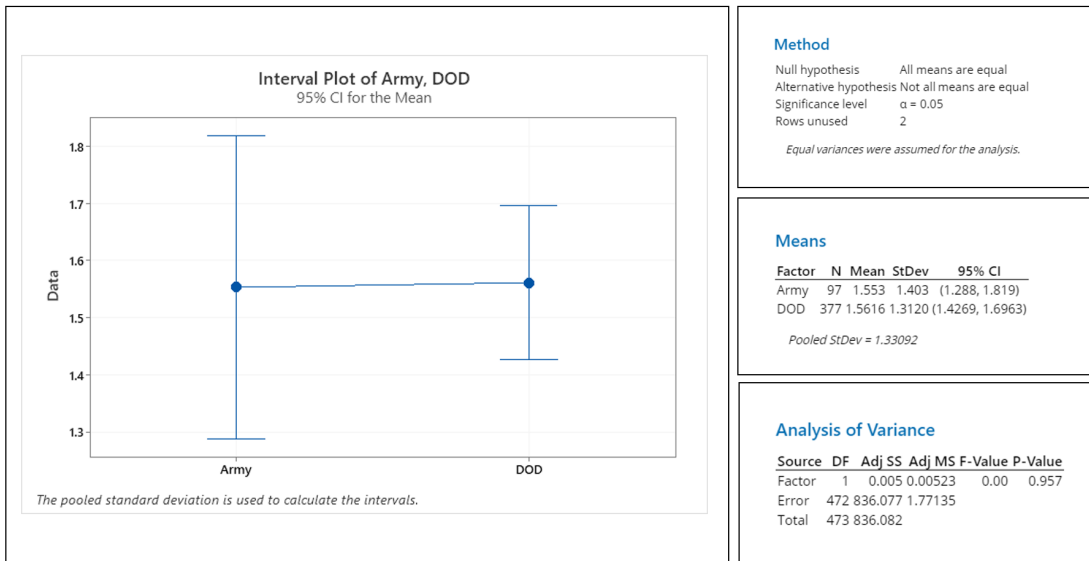 Interval Plot of Army, DOD
95% CI for the Mean
1.8
1.7
1.6
1.5
1.4
1.3
Data
Army DOD
The pooled standard deviation is used to calculate the intervals.
Method
Null hypothesis All means are equal
Alternative hypothesis Not all means are equal
Significance level α = 0.05
Rows unused 2
Equal variances were assumed for the analysis.
Means
Factor N Mean StDev 95% CI
Army 97 1.553 1.403 (1.288, 1.819)
DOD 377 1.5616 1.3120 (1.4269, 1.6963)
Pooled StDev = 1.33092
Analysis of Variance
Source DF Adj SS Adj MS F-Value P-Value
Factor 1 0.005 0.00523 0.00 0.957
Error 472 836.077 1.77135
Total 473 836.082